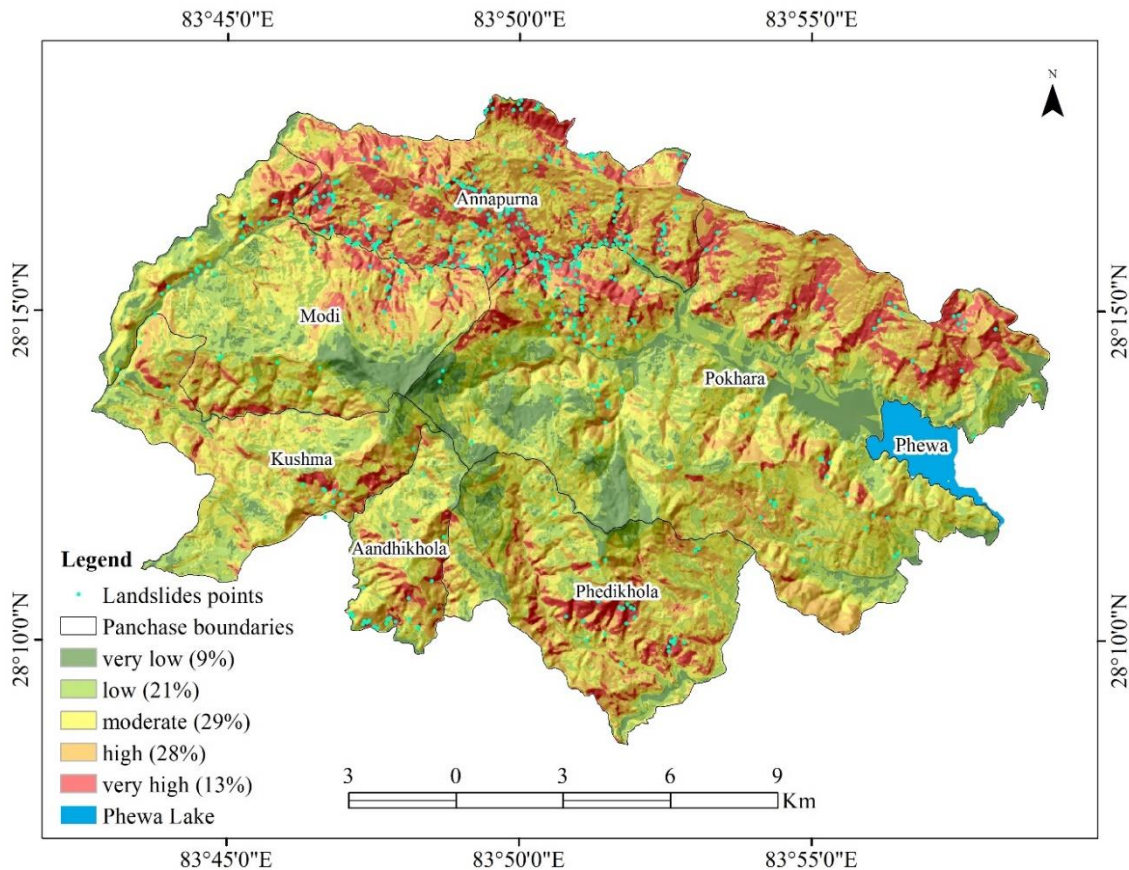 83°45'0"E 83°50'0"E 83°55'0"E
N
Annapurna
28°15'0"N
28°15'0"N
Modi
Pokhara
Phewa
Kushma
Aandhikhola
Phedikhola
28°10'0"N
28°10'0"N
Legend
Landslides points
Panchase boundaries
very low (9%)
low (21%)
moderate (29%)
high (28%)
very high (13%)
Phewa Lake
3 0 3 6 9
Km
83°45'0"E 83°50'0"E 83°55'0"E